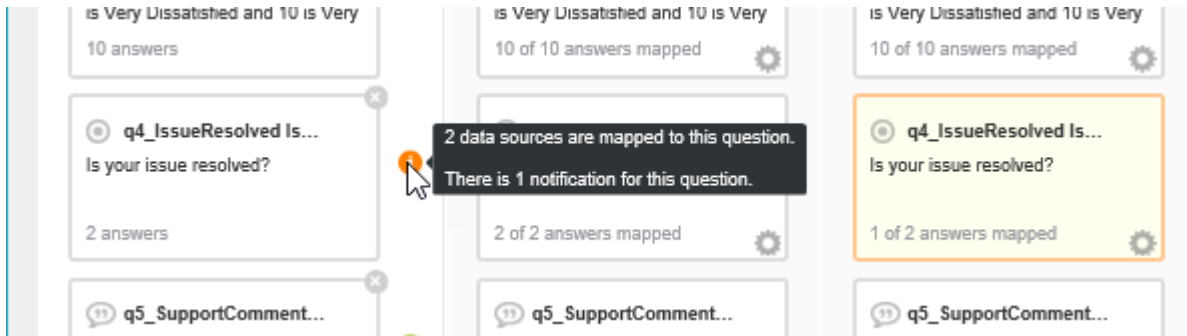 is Very Dissatisfied and 10 is Very
is Very Dissatisfied and 10 is Very
is Very Dissatisfied and 10 is Very
10 answers
10 of 10 answers mapped
10 of 10 answers mapped
q4_IssueResolved Is...
Is your issue resolved?
2 answers
2 data sources are mapped to this question.
There is 1 notification for this question.
2 of 2 answers mapped
q4_IssueResolved Is...
Is your issue resolved?
1 of 2 answers mapped
q5_SupportComment...
q5_SupportComment...
q5_SupportComment...